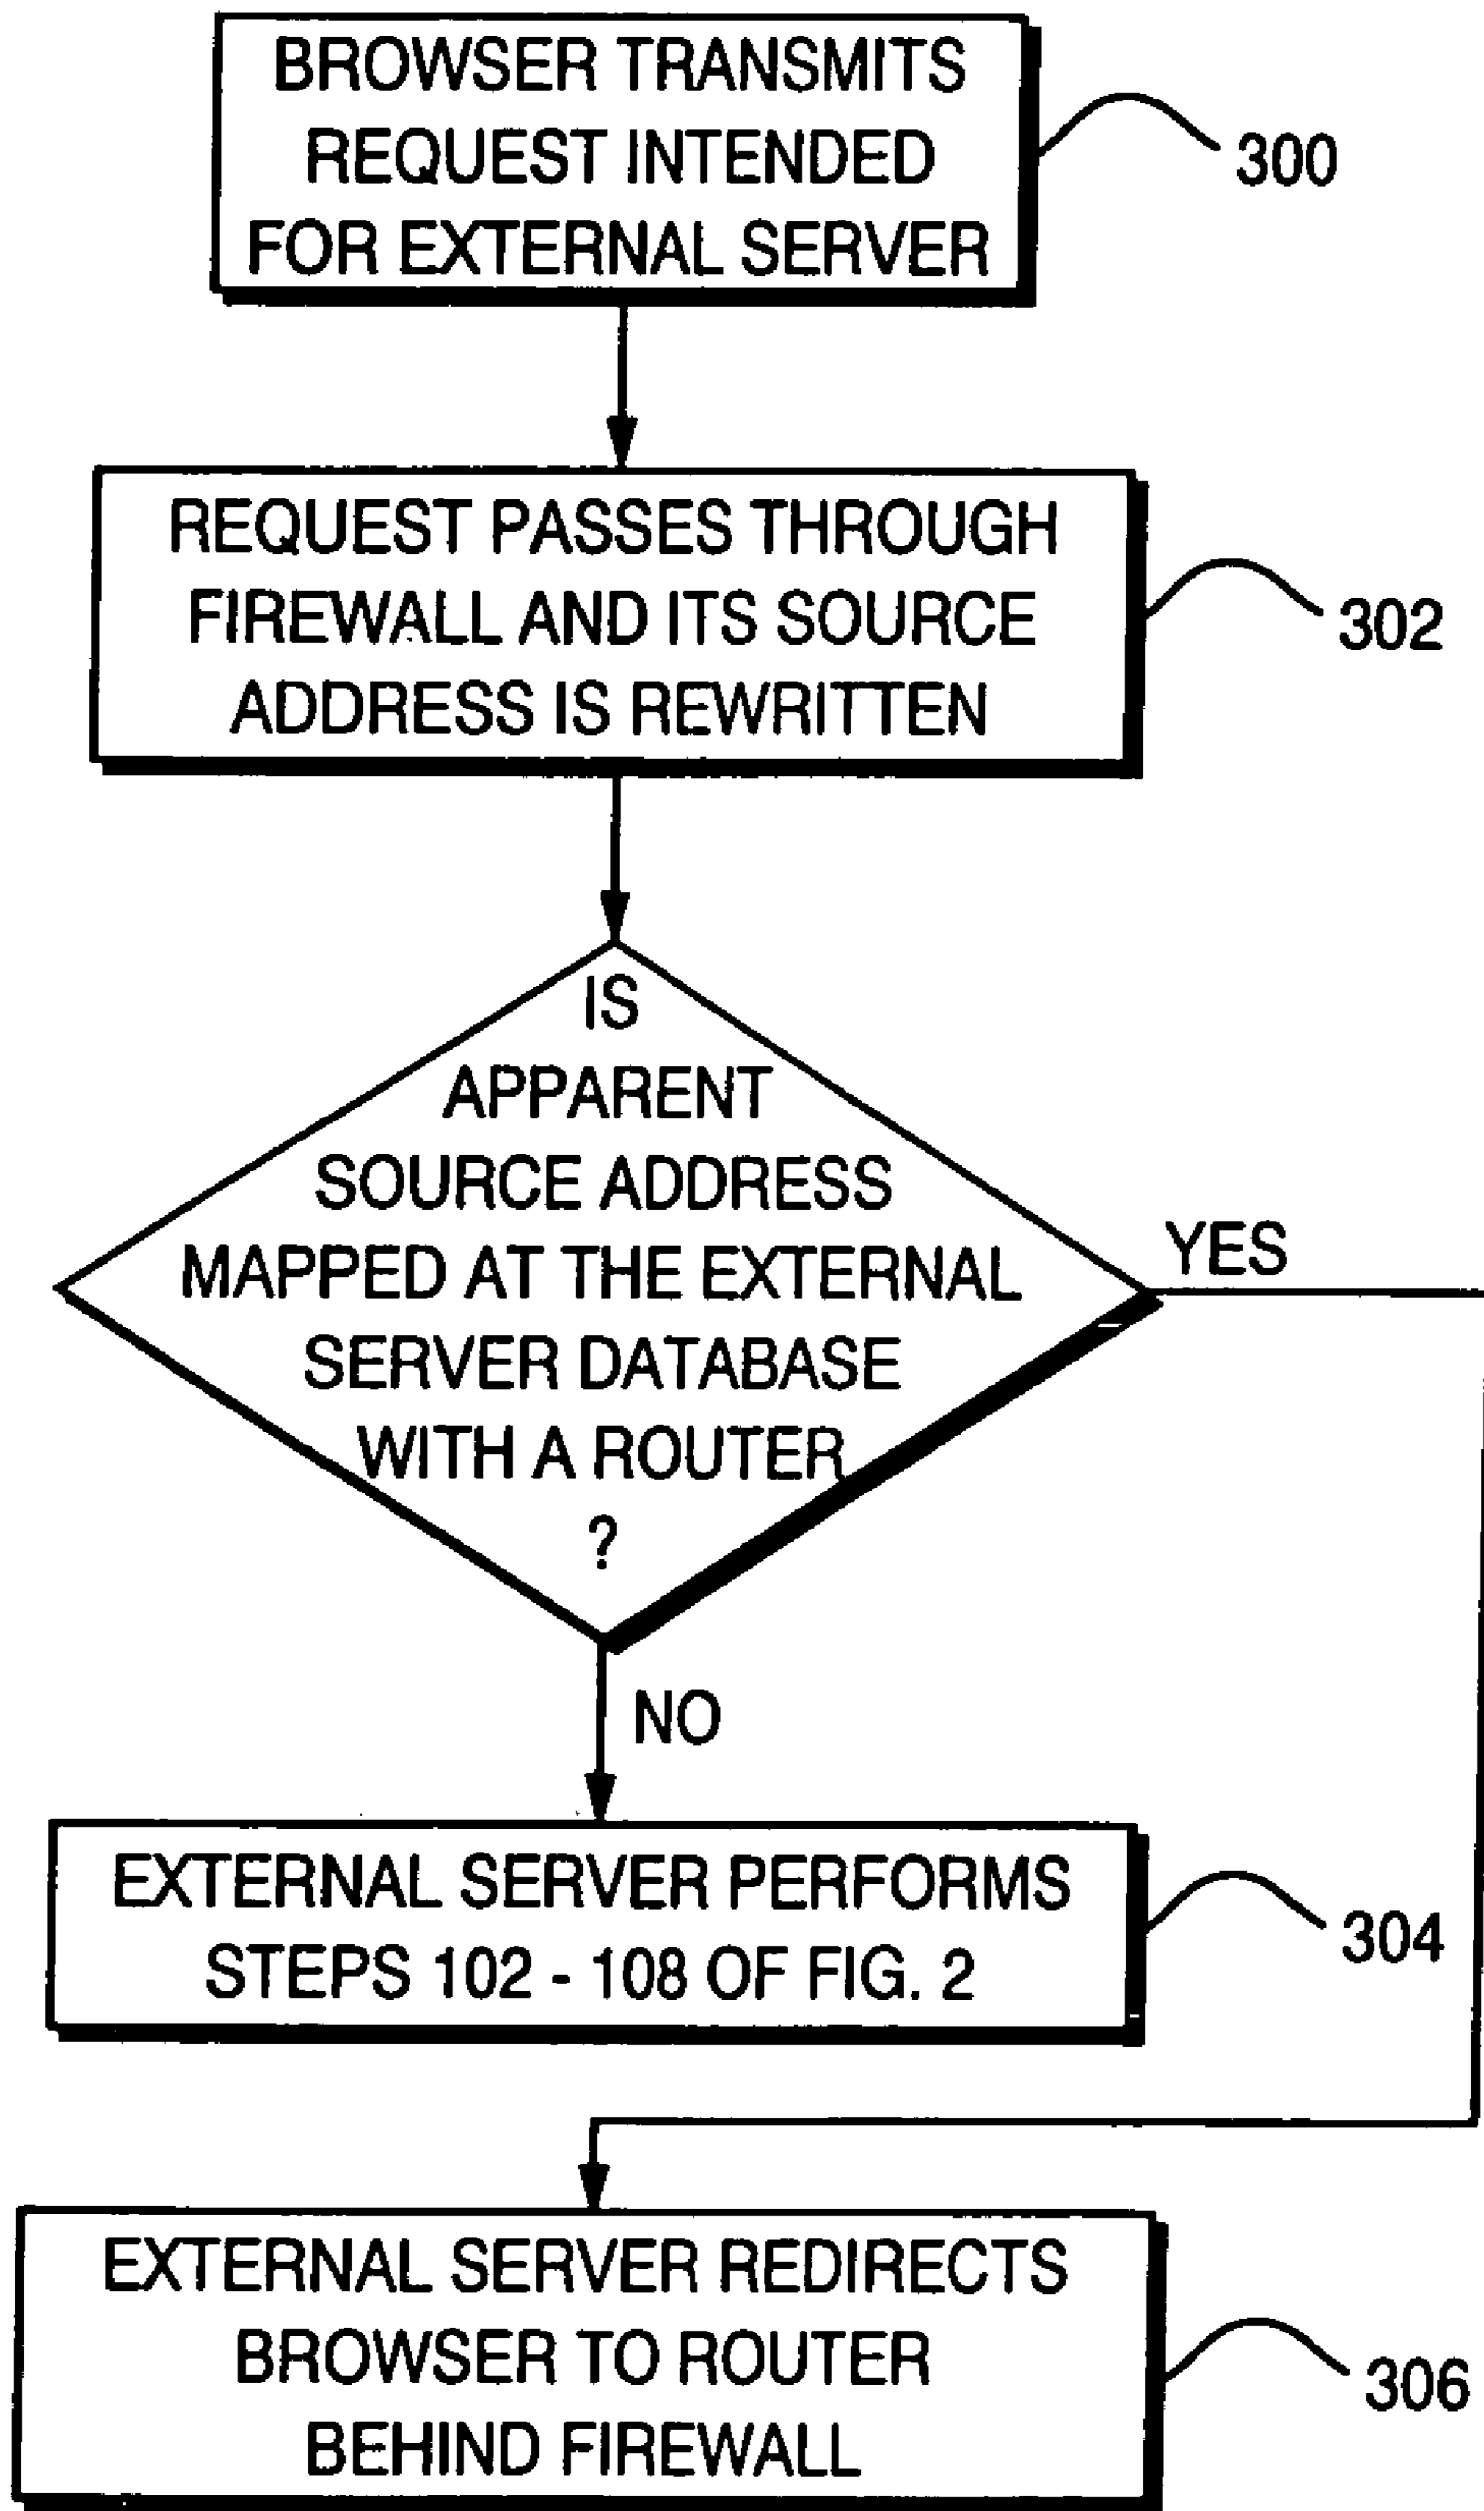 BROWSER TRANSMITS
REQUEST INTENDED
FOR EXTERNAL SERVER
300
REQUEST PASSES THROUGH
FIREWALL AND ITS SOURCE
ADDRESS IS REWRITTEN
302
IS
APPARENT
SOURCE ADDRESS
MAPPED AT THE EXTERNAL
SERVER DATABASE
WITH A ROUTER
?
YES
NO
EXTERNAL SERVER PERFORMS
STEPS 102 - 108 OF FIG. 2
304
EXTERNAL SERVER REDIRECTS
BROWSER TO ROUTER
BEHIND FIREWALL
306